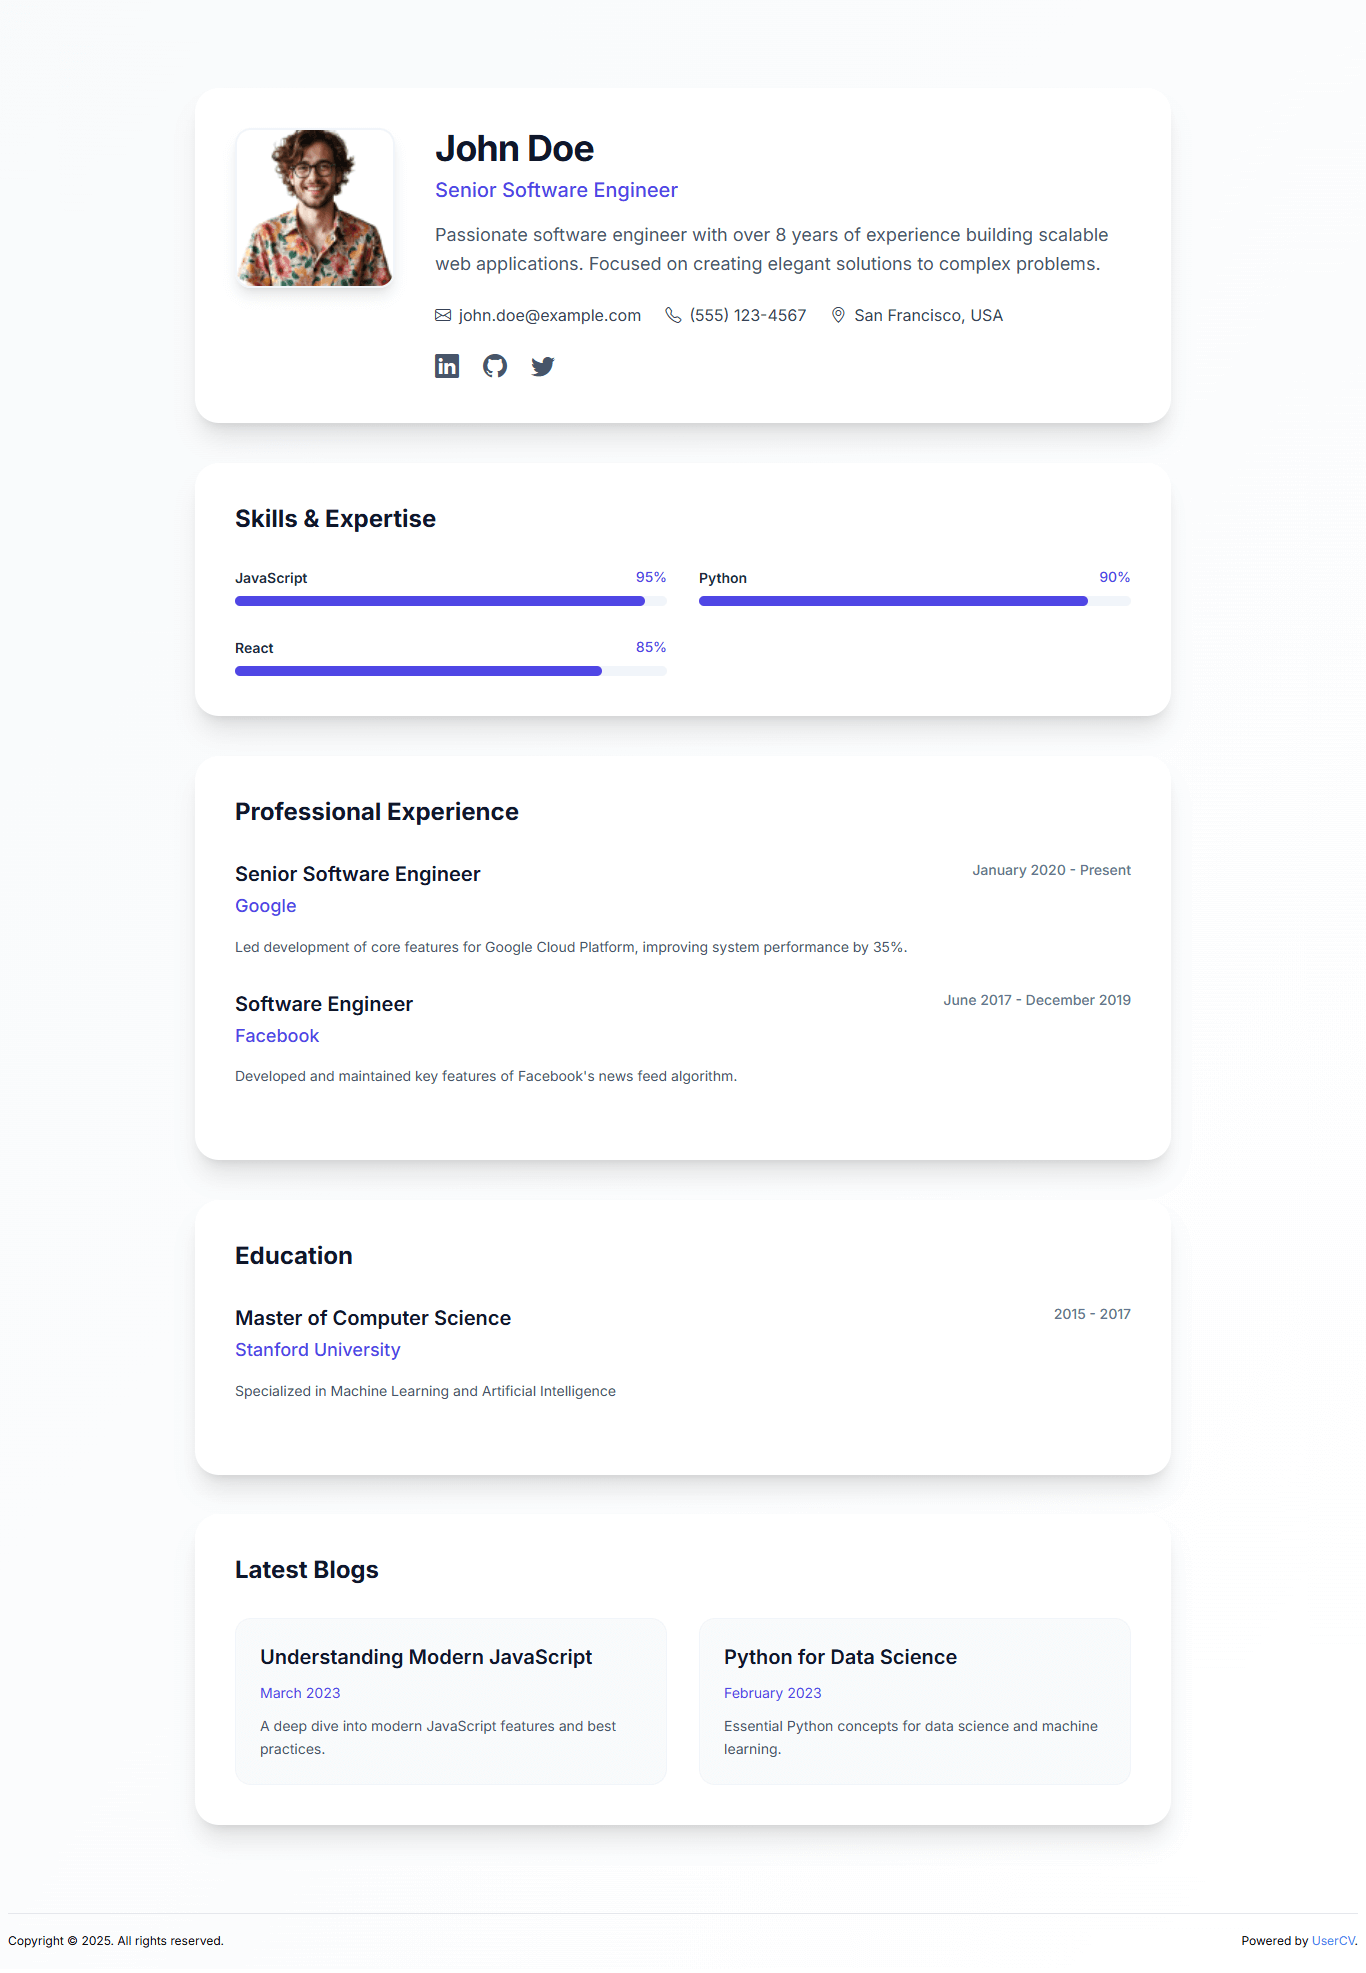 John Doe
Senior Software Engineer
Passionate software engineer with over 8 years of experience building scalable
web applications. Focused on creating elegant solutions to complex problems.
john.doe@example.com (555) 123-4567 San Francisco, USA
in
Skills & Expertise
JavaScript 95% Python 90%
React 85%
Professional Experience
Senior Software Engineer January 2020 - Present
Google
Led development of core features for Google Cloud Platform, improving system performance by 35%.
Software Engineer June 2017 - December 2019
Facebook
Developed and maintained key features of Facebook's news feed algorithm.
Education
Master of Computer Science 2015 - 2017
Stanford University
Specialized in Machine Learning and Artificial Intelligence
Latest Blogs
Understanding Modern JavaScript
March 2023
A deep dive into modern JavaScript features and best
practices.
Python for Data Science
February 2023
Essential Python concepts for data science and machine
learning.
Copyright © 2025. All rights reserved. Powered by UserCV.